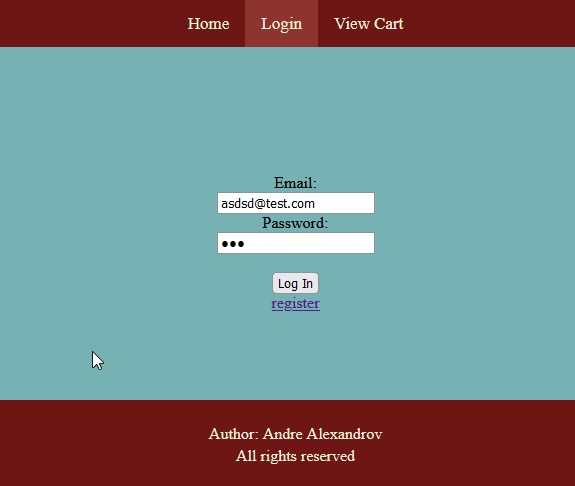 Home Login View Cart
Email:
asdsd@test.com
Password:
●●●
Log In
register
Author: Andre Alexandrov
All rights reserved